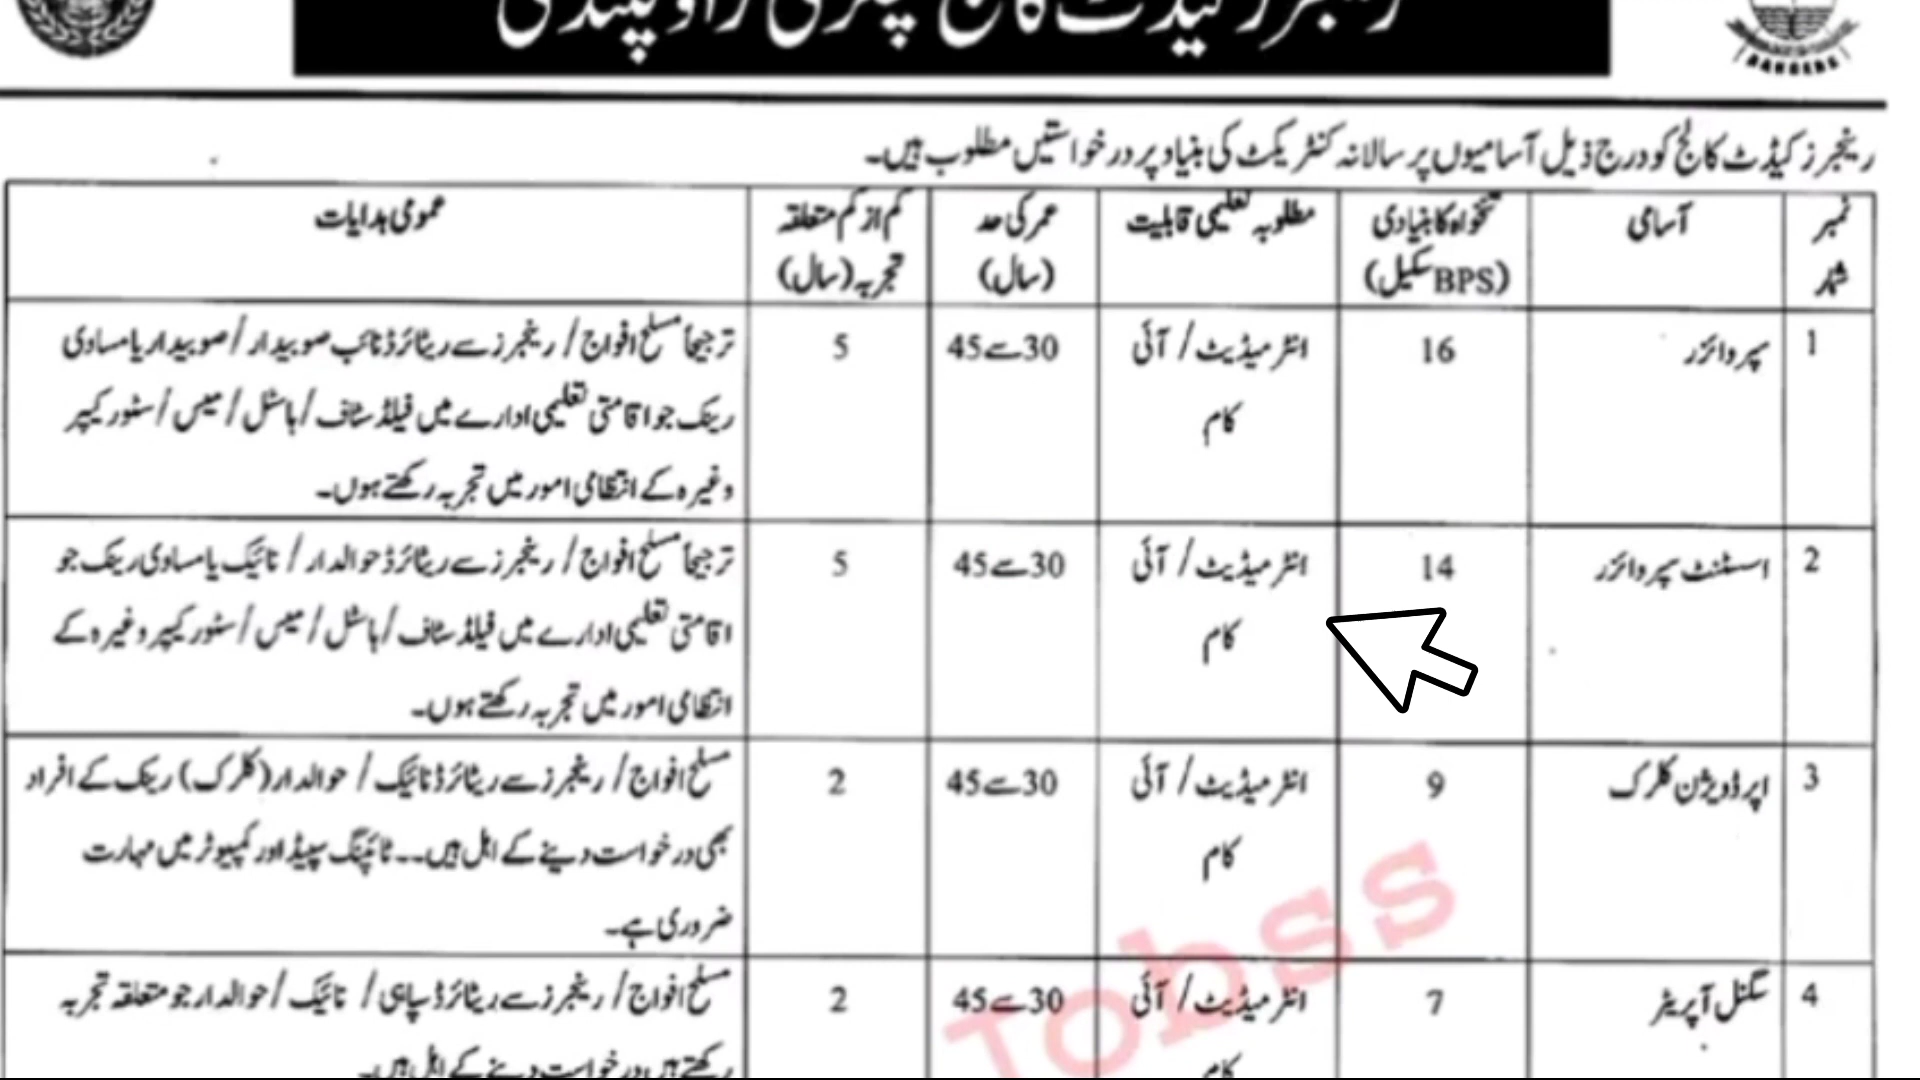 رینجرز کیڈٹ کالج چکری راولپنڈی
RANGERS
رینجرز کیڈٹ کالج کو درج ذیل آسامیوں پر سالانہ کنٹریکٹ کی بنیاد پر درخواستیں مطلوب ہیں۔
نمبر شمار
آسامی
تنخواہ کا بنیادی (BPS سکیل)
مطلوبہ تعلیمی قابلیت
عمر کی حد (سال)
کم از کم متعلقہ تجربہ (سال)
عمومی ہدایات
1
سپروائزر
16
انٹرمیڈیٹ / آئی
کام
30 سے 45
5
ترجیحاً مسلح افواج / رینجرز سے ریٹائرڈ نائب صوبیدار / صوبیدار یا مساوی
رینک جو اقامتی تعلیمی ادارے میں فیلڈ سٹاف / ہاسٹل / میس / سٹور کیپر
وغیرہ کے انتظامی امور میں تجربہ رکھتے ہوں۔
2
اسسٹنٹ سپروائزر
14
انٹرمیڈیٹ / آئی
کام
30 سے 45
5
ترجیحاً مسلح افواج / رینجرز سے ریٹائرڈ حوالدار / نائیک یا مساوی رینک جو
اقامتی تعلیمی ادارے میں فیلڈ سٹاف / ہاسٹل / میس / سٹور کیپر وغیرہ کے
انتظامی امور میں تجربہ رکھتے ہوں۔
3
اپر ڈویژن کلرک
9
انٹرمیڈیٹ / آئی
کام
30 سے 45
2
مسلح افواج / رینجرز سے ریٹائرڈ نائیک / حوالدار (کلرک) رینک کے افراد
بھی درخواست دینے کے اہل ہیں۔۔ ٹائپنگ سپیڈ اور کمپیوٹر میں مہارت
ضروری ہے۔
4
سگنل آپریٹر
7
انٹرمیڈیٹ / آئی
کام
30 سے 45
2
مسلح افواج / رینجرز سے ریٹائرڈ سپاہی / نائیک / حوالدار جو متعلقہ تجربہ
رکھتے ہیں درخواست دینے کے اہل ہیں۔
Jobss